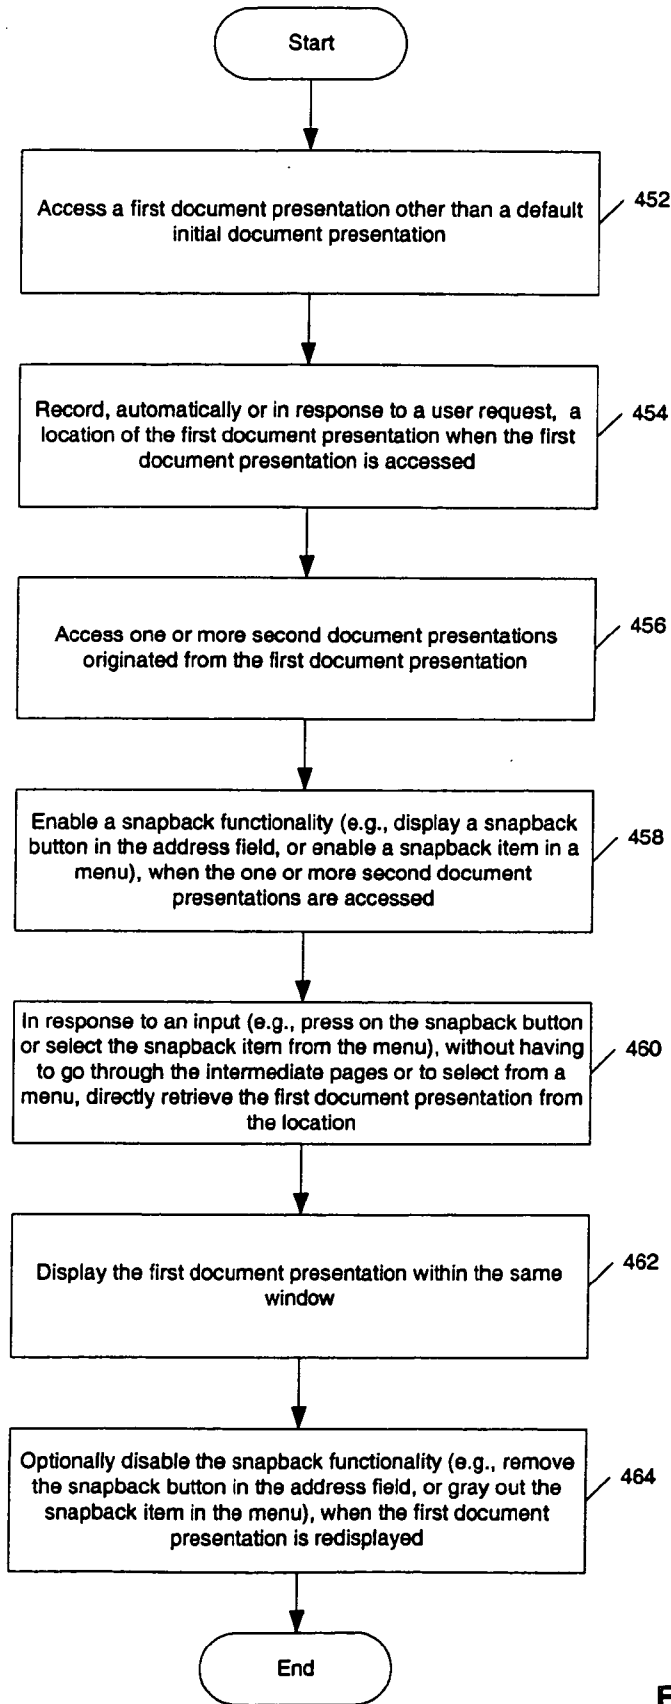 Start
Access a first document presentation other than a default
initial document presentation
452
Record, automatically or in response to a user request, a
location of the first document presentation when the first
document presentation is accessed
454
Access one or more second document presentations
originated from the first document presentation
456
Enable a snapback functionality (e.g., display a snapback
button in the address field, or enable a snapback item in a
menu), when the one or more second document
presentations are accessed
458
In response to an input (e.g., press on the snapback button
or select the snapback item from the menu), without having
to go through the intermediate pages or to select from a
menu, directly retrieve the first document presentation from
the location
460
Display the first document presentation within the same
window
462
Optionally disable the snapback functionality (e.g., remove
the snapback button in the address field, or gray out the
snapback item in the menu), when the first document
presentation is redisplayed
464
End